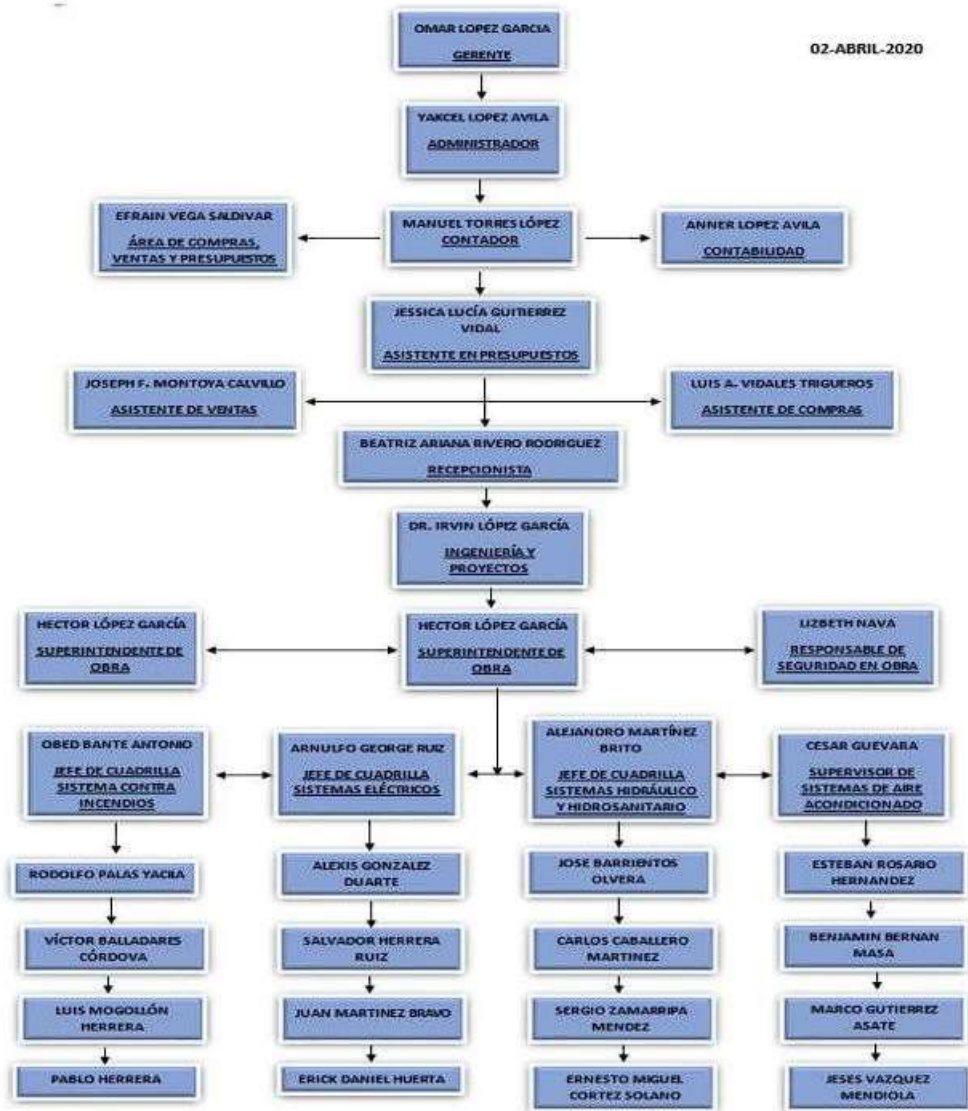 OMAR LOPEZ GARCIA
GERENTE
02-ABRIL-2020
YAKCEL LOPEZ AVILA
ADMINISTRADOR
EFRAIN VEGA SALDIVAR
ÁREA DE COMPRAS,
VENTAS Y PRESUPUESTOS
MANUEL TORRES LÓPEZ
CONTADOR
ANNER LOPEZ AVILA
CONTABILIDAD
JESSICA LUCÍA GUITIERREZ
VIDAL
ASISTENTE EN PRESUPUESTOS
JOSEPH F. MONTOYA CALVILLO
ASISTENTE DE VENTAS
LUIS A. VIDALES TRIGUEROS
ASISTENTE DE COMPRAS
BEATRIZ ARIANA RIVERO RODRIGUEZ
RECEPCIONISTA
DR. IRVIN LÓPEZ GARCÍA
INGENIERÍA Y
PROYECTOS
HECTOR LÓPEZ GARCÍA
SUPERINTENDENTE DE
OBRA
HECTOR LÓPEZ GARCÍA
SUPERINTENDENTE DE
OBRA
LIZBETH NAVA
RESPONSABLE DE
SEGURIDAD EN OBRA
OBED BANTE ANTONIO
JEFE DE CUADRILLA
SISTEMA CONTRA
INCENDIOS
ARNULFO GEORGE RUIZ
JEFE DE CUADRILLA
SISTEMAS ELÉCTRICOS
ALEJANDRO MARTÍNEZ
BRITO
JEFE DE CUADRILLA
SISTEMAS HIDRÁULICO
Y HIDROSANITARIO
CESAR GUEVARA
SUPERVISOR DE
SISTEMAS DE AIRE
ACONDICIONADO
RODOLFO PALAS YACILA
ALEXIS GONZALEZ
DUARTE
JOSE BARRIENTOS
OLVERA
ESTEBAN ROSARIO
HERNANDEZ
VÍCTOR BALLADARES
CÓRDOVA
SALVADOR HERRERA
RUIZ
CARLOS CABALLERO
MARTINEZ
BENJAMIN BERNAN
MASA
LUIS MOGOLLÓN
HERRERA
JUAN MARTINEZ BRAVO
SERGIO ZAMARRIPA
MENDEZ
MARCO GUTIERREZ
ASATE
PABLO HERRERA
ERICK DANIEL HUERTA
ERNESTO MIGUEL
CORTEZ SOLANO
JESES VAZQUEZ
MENDIOLA